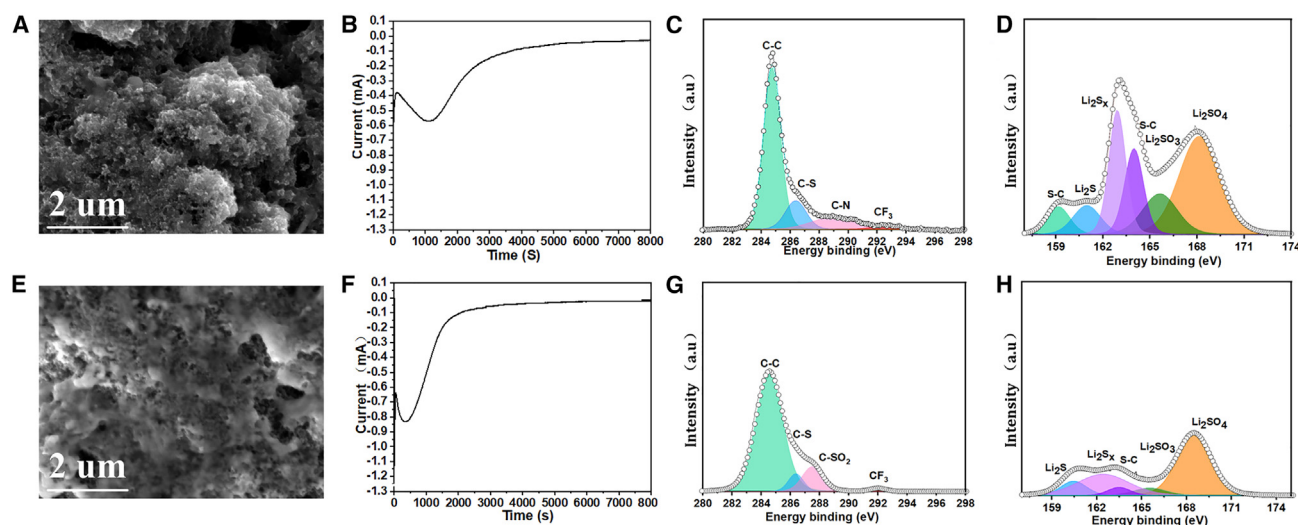 A
2 um
B
Current (mA)
0.1
0.0
-0.1
-0.2
-0.3
-0.4
-0.5
-0.6
-0.7
-0.8
-0.9
-1.0
-1.1
-1.2
-1.3
0 1000 2000 3000 4000 5000 6000 7000 8000
Time (S)
C
Intensity (a.u)
C-C
C-S
C-N
CF3
280 282 284 286 288 290 292 294 296 298
Energy binding (eV)
D
Intensity (a.u)
S-C
Li2S
Li2Sx
S-C
Li2SO3
Li2SO4
159 162 165 168 171 174
Energy binding (eV)
E
2 um
F
Current (mA)
0.1
0.0
-0.1
-0.2
-0.3
-0.4
-0.5
-0.6
-0.7
-0.8
-0.9
-1.0
-1.1
-1.2
-1.3
0 1000 2000 3000 4000 5000 6000 7000 8000
Time (s)
G
Intensity (a.u)
C-C
C-S
C-SO2
CF3
280 282 284 286 288 290 292 294 296 298
Energy binding (eV)
H
Intensity (a.u)
Li2S
Li2Sx
S-C
Li2SO3
Li2SO4
159 162 165 168 171 174
Energy binding (eV)